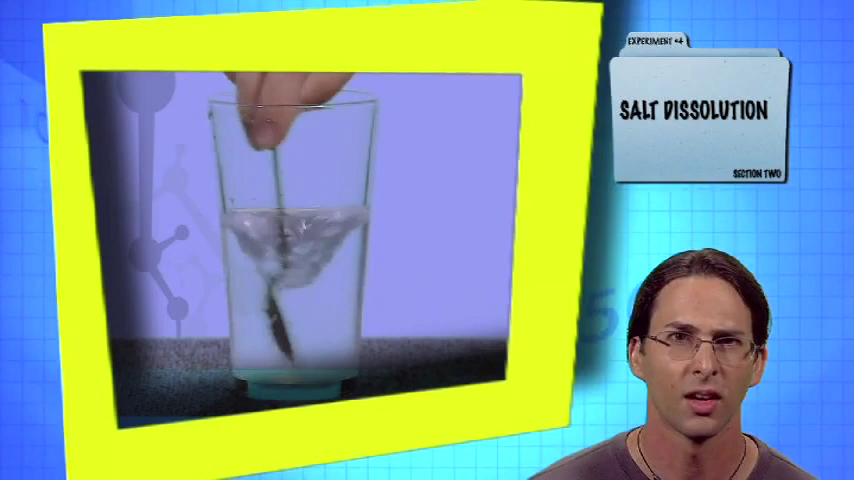 EXPERIMENT #4
SALT DISSOLUTION
SECTION TWO